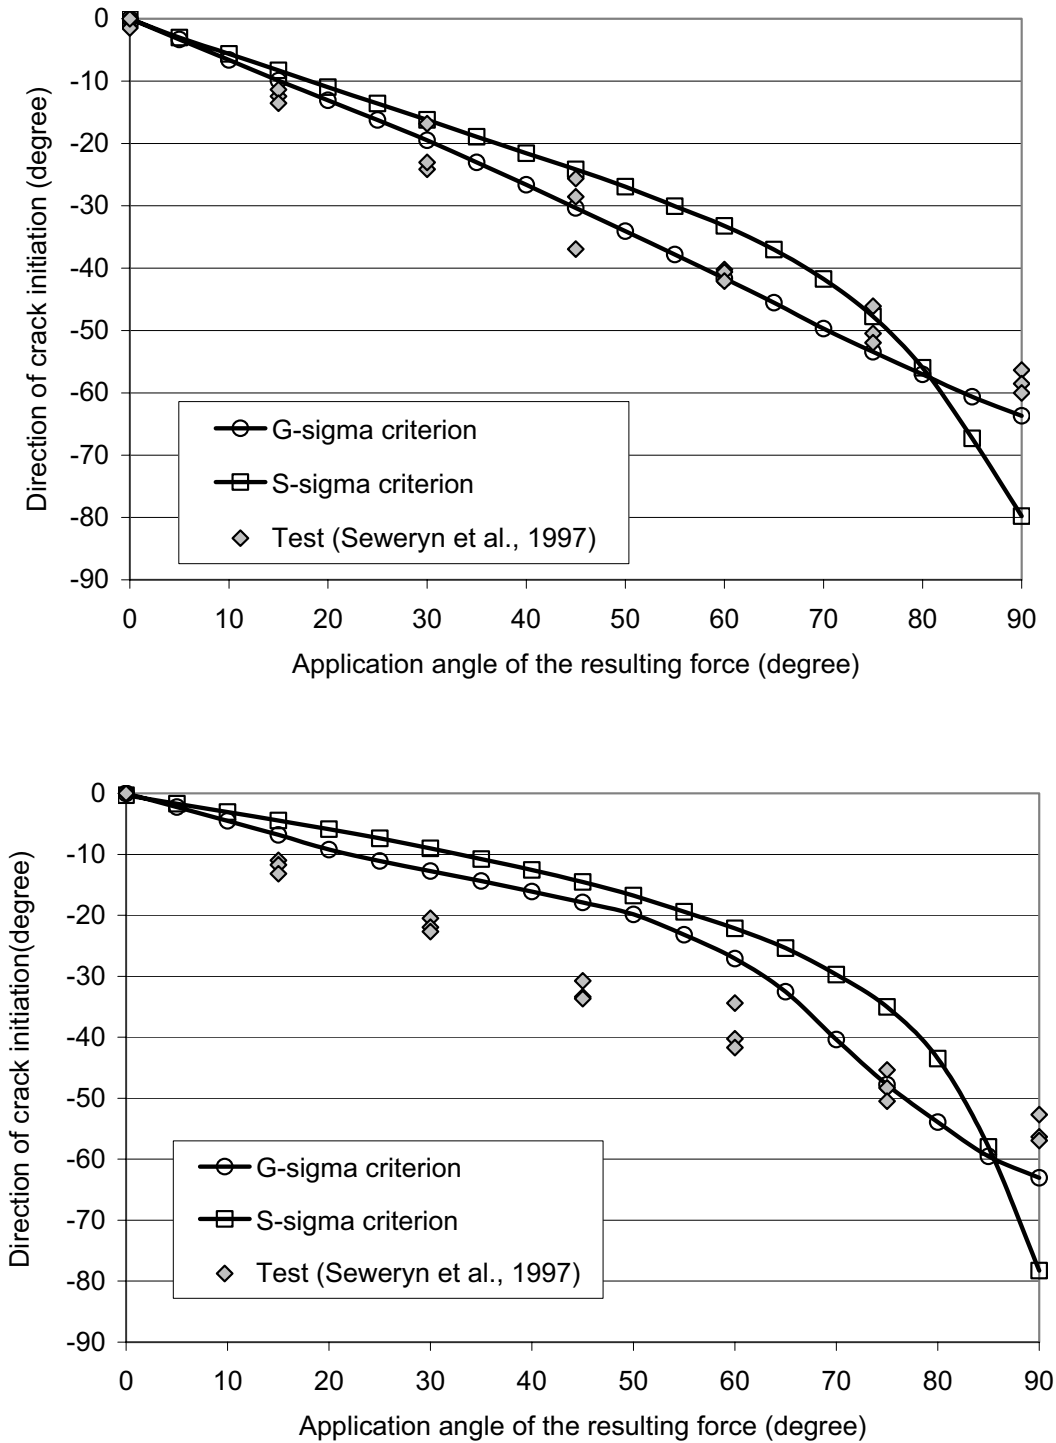 0
-10
-20
-30
-40
-50
-60
-70
-80
-90
Direction of crack initiation (degree)
G-sigma criterion
S-sigma criterion
Test (Seweryn et al., 1997)
0 10 20 30 40 50 60 70 80 90
Application angle of the resulting force (degree)
0
-10
-20
-30
-40
-50
-60
-70
-80
-90
Direction of crack initiation(degree)
G-sigma criterion
S-sigma criterion
Test (Seweryn et al., 1997)
0 10 20 30 40 50 60 70 80 90
Application angle of the resulting force (degree)